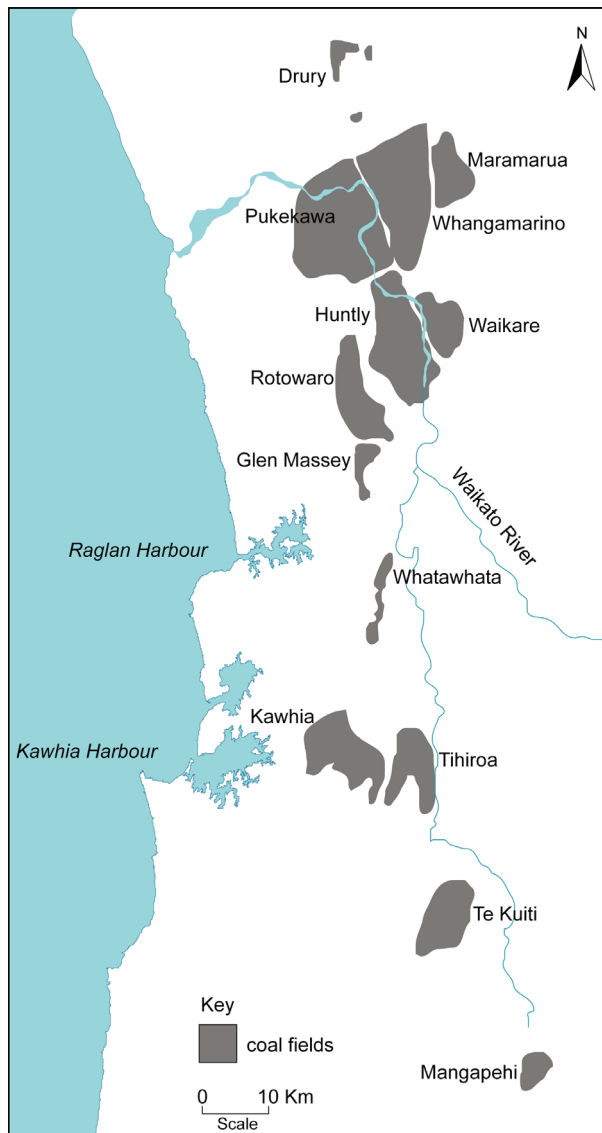 N
Drury
Maramarua
Pukekawa
Whangamarino
Huntly
Waikare
Rotowaro
Glen Massey
Waikato River
Raglan Harbour
Whatawhata
Kawhia
Kawhia Harbour
Tihiroa
Te Kuiti
Key
coal fields
Mangapehi
0 10 Km
Scale